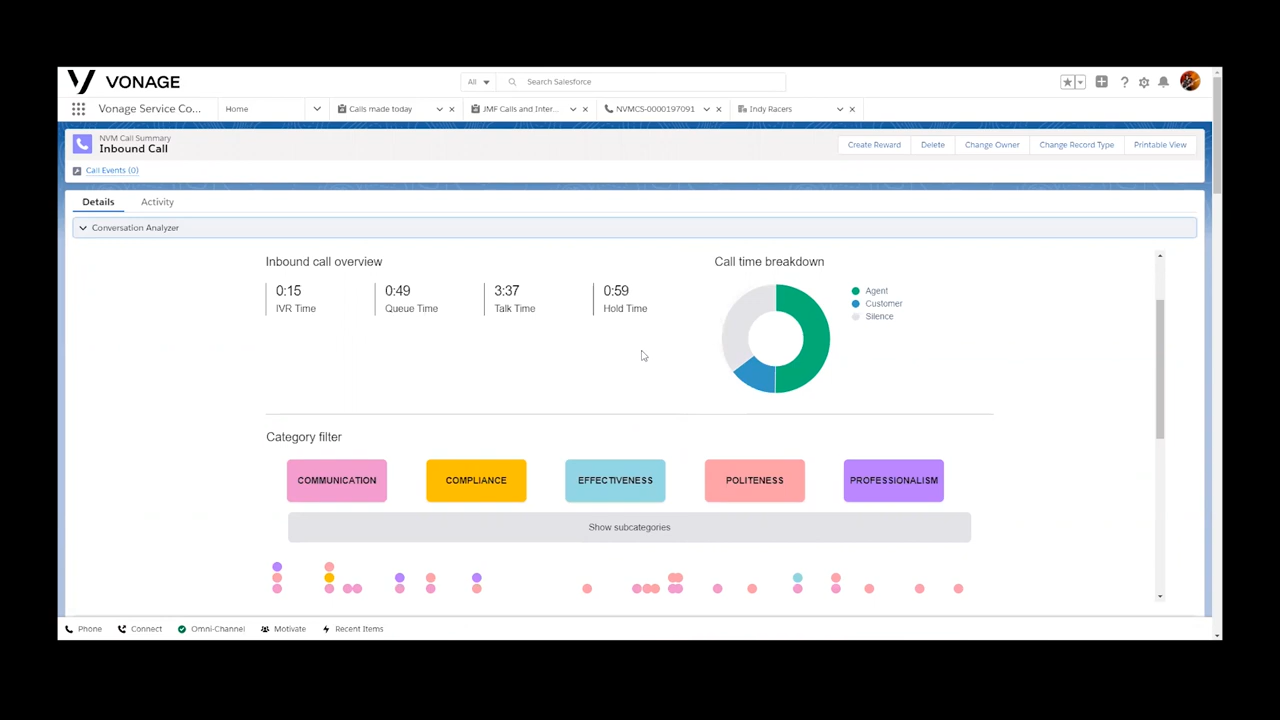 VONAGE
All
Search Salesforce
Vonage Service Co...
Home
Calls made today
JMF Calls and Inter...
NVMCS-0000197091
Indy Racers
NVM Call Summary
Inbound Call
Create Reward
Delete
Change Owner
Change Record Type
Printable View
Call Events (0)
Details
Activity
Conversation Analyzer
Inbound call overview
0:15
IVR Time
0:49
Queue Time
3:37
Talk Time
0:59
Hold Time
Call time breakdown
Agent
Customer
Silence
Category filter
COMMUNICATION
COMPLIANCE
EFFECTIVENESS
POLITENESS
PROFESSIONALISM
Show subcategories
Phone
Connect
Omni-Channel
Motivate
Recent Items